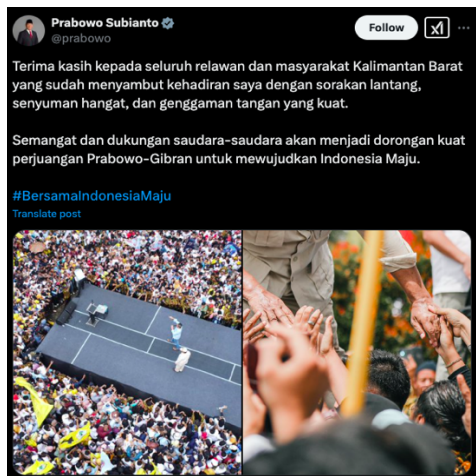 Prabowo Subianto
@prabowo
Follow
Terima kasih kepada seluruh relawan dan masyarakat Kalimantan Barat
yang sudah menyambut kehadiran saya dengan sorakan lantang,
senyuman hangat, dan genggaman tangan yang kuat.
Semangat dan dukungan saudara-saudara akan menjadi dorongan kuat
perjuangan Prabowo-Gibran untuk mewujudkan Indonesia Maju.
#BersamaIndonesiaMaju
Translate post